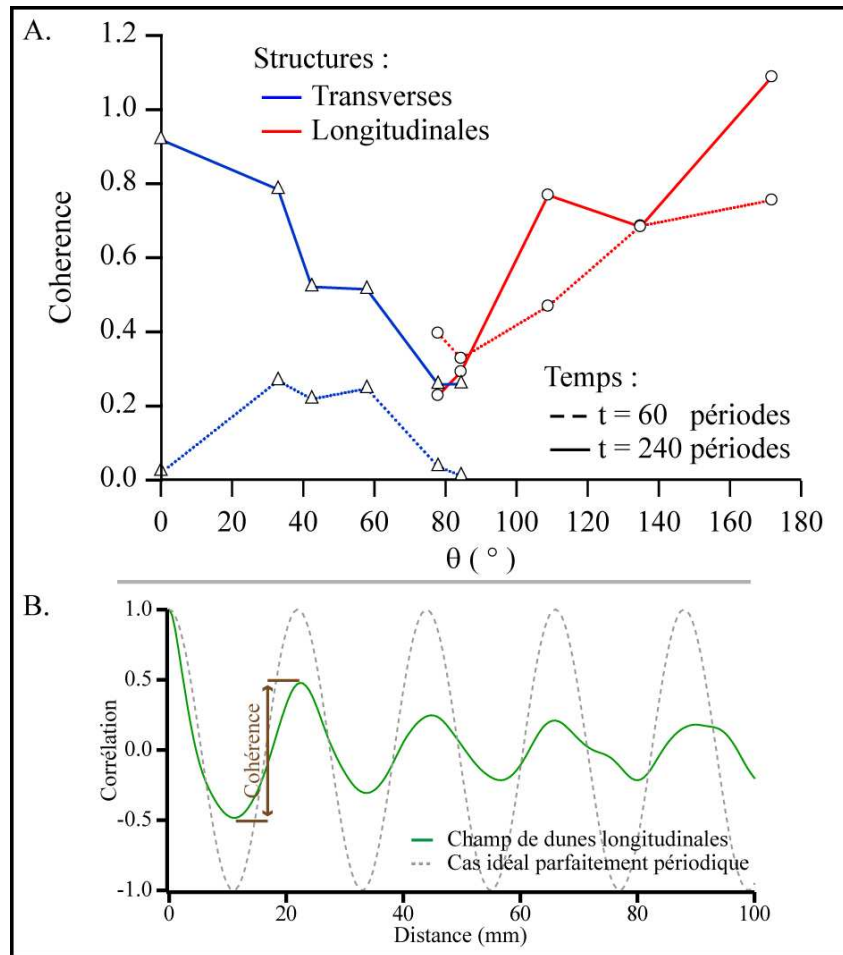 A.
Coherence
1.2
1.0
0.8
0.6
0.4
0.2
0.0
Structures :
Transverses
Longitudinales
Temps :
t = 60 périodes
t = 240 périodes
0 20 40 60 80 100 120 140 160 180
θ ( ° )
B.
Corrélation
1.0
0.5
0.0
-0.5
-1.0
Cohérence
Champ de dunes longitudinales
Cas idéal parfaitement périodique
0 20 40 60 80 100
Distance (mm)